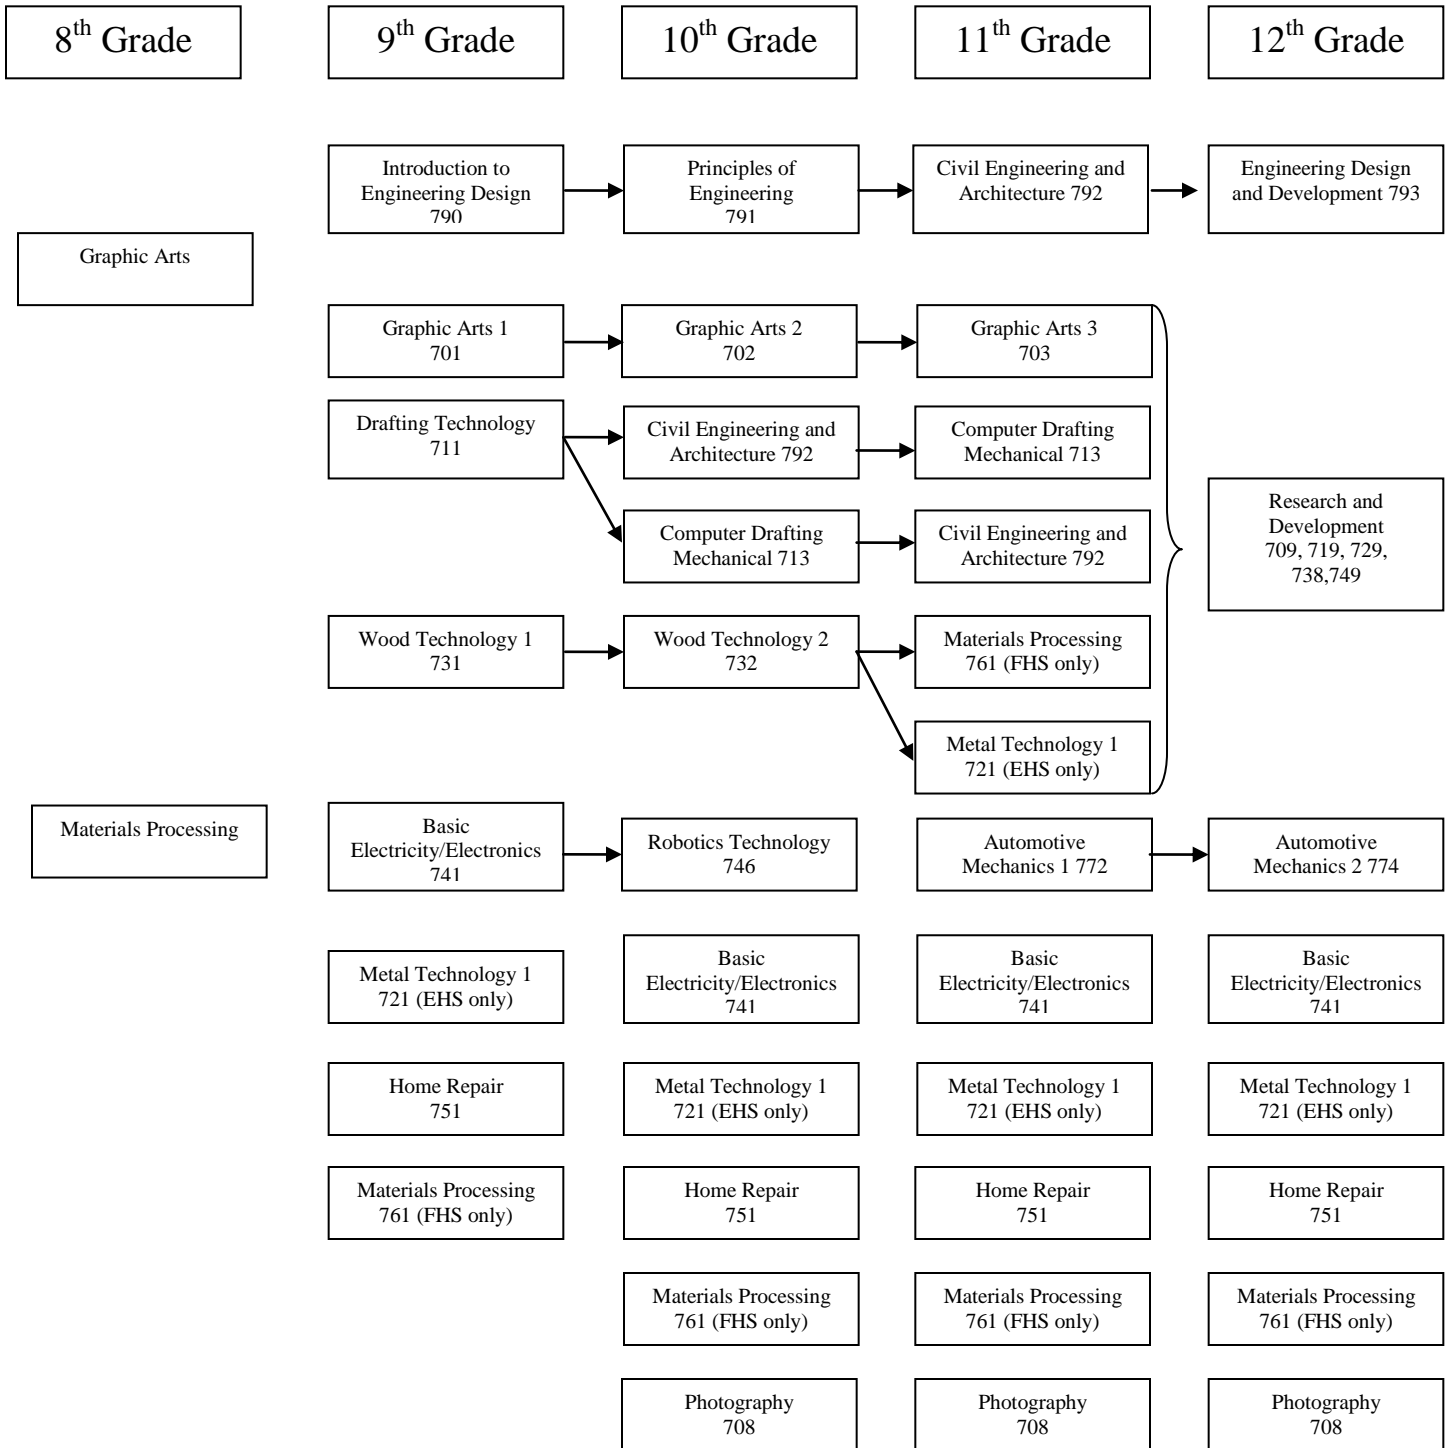 8th Grade
9th Grade
10th Grade
11th Grade
12th Grade
Introduction to
Engineering Design
790
Principles of
Engineering
791
Civil Engineering and
Architecture 792
Engineering Design
and Development 793
Graphic Arts
Graphic Arts 1
701
Graphic Arts 2
702
Graphic Arts 3
703
Drafting Technology
711
Civil Engineering and
Architecture 792
Computer Drafting
Mechanical 713
Computer Drafting
Mechanical 713
Civil Engineering and
Architecture 792
Research and
Development
709, 719, 729,
738,749
Wood Technology 1
731
Wood Technology 2
732
Materials Processing
761 (FHS only)
Metal Technology 1
721 (EHS only)
Materials Processing
Basic
Electricity/Electronics
741
Robotics Technology
746
Automotive
Mechanics 1 772
Automotive
Mechanics 2 774
Metal Technology 1
721 (EHS only)
Basic
Electricity/Electronics
741
Basic
Electricity/Electronics
741
Basic
Electricity/Electronics
741
Home Repair
751
Metal Technology 1
721 (EHS only)
Metal Technology 1
721 (EHS only)
Metal Technology 1
721 (EHS only)
Materials Processing
761 (FHS only)
Home Repair
751
Home Repair
751
Home Repair
751
Materials Processing
761 (FHS only)
Materials Processing
761 (FHS only)
Materials Processing
761 (FHS only)
Photography
708
Photography
708
Photography
708